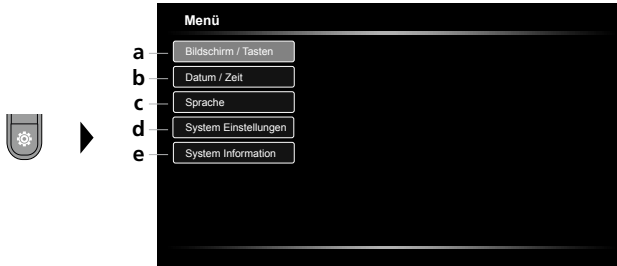 Menü
a Bildschirm / Tasten
b Datum / Zeit
c Sprache
d System Einstellungen
e System Information